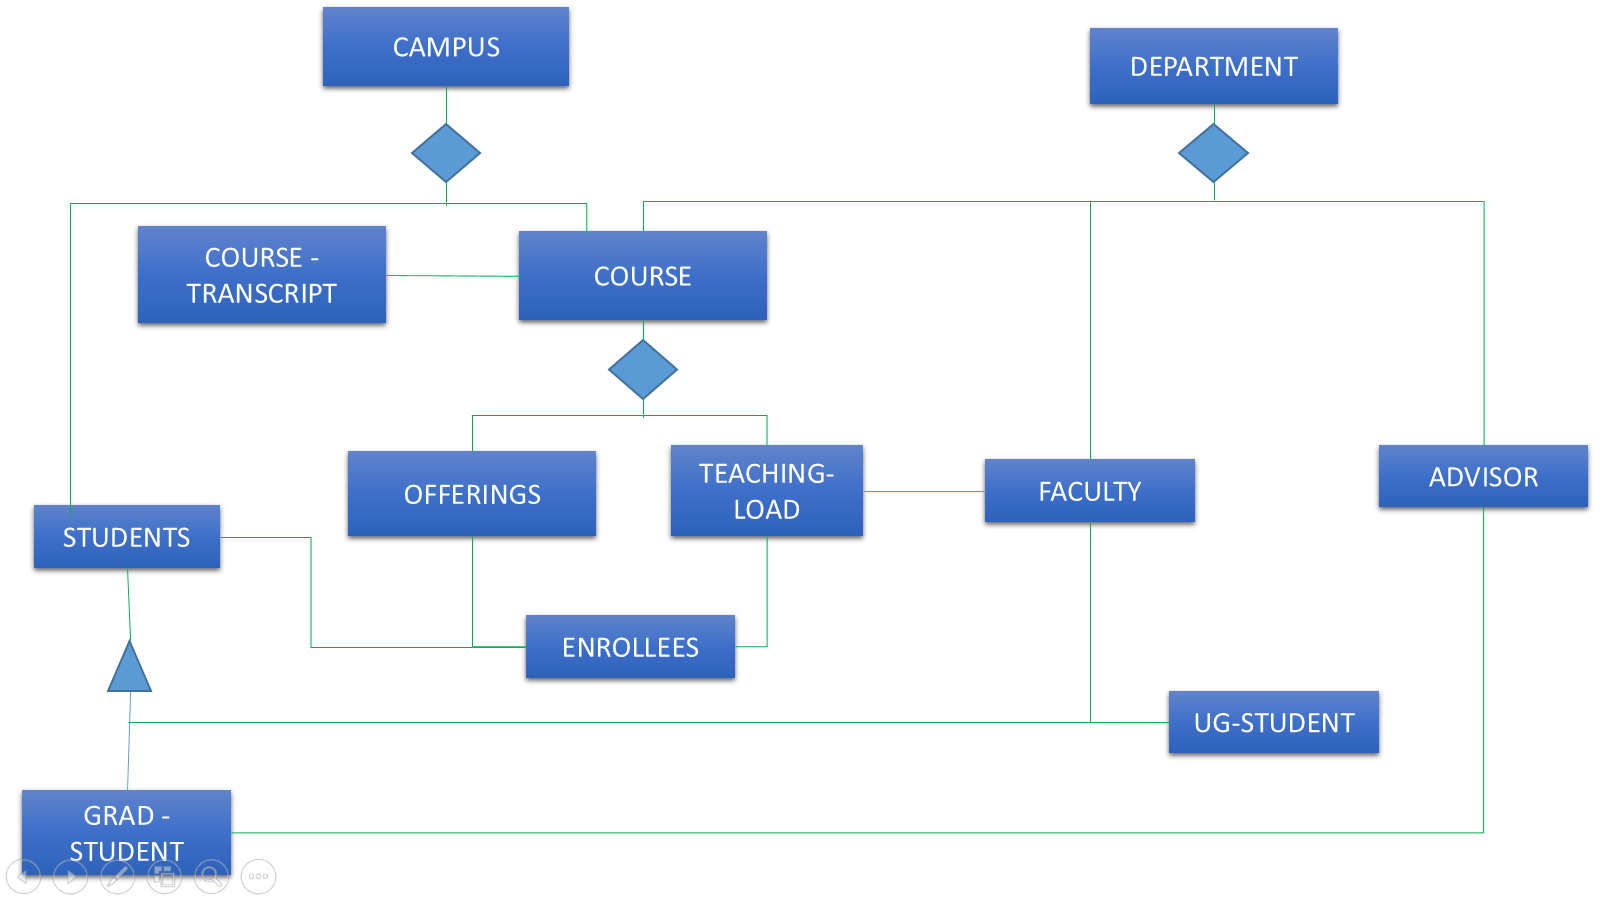 CAMPUS
DEPARTMENT
COURSE -
TRANSCRIPT
COURSE
OFFERINGS
TEACHING-
LOAD
FACULTY
ADVISOR
STUDENTS
ENROLLEES
UG-STUDENT
GRAD -
STUDENT